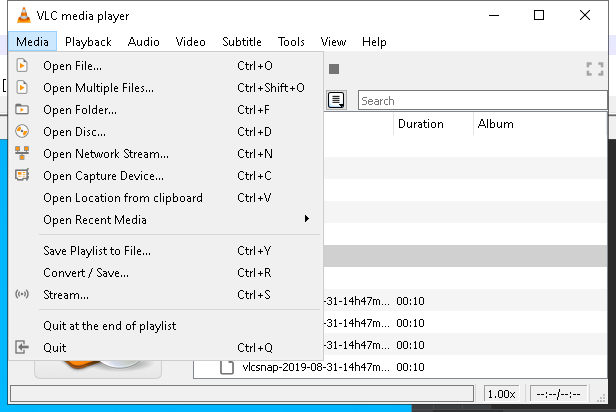 VLC media player
Media Playback Audio Video Subtitle Tools View Help
Open File... Ctrl+O
Open Multiple Files... Ctrl+Shift+O
Open Folder... Ctrl+F
Search
Open Disc... Ctrl+D
Duration Album
Open Network Stream... Ctrl+N
Open Capture Device... Ctrl+C
Open Location from clipboard Ctrl+V
Open Recent Media
Save Playlist to File... Ctrl+Y
Convert / Save... Ctrl+R
Stream... Ctrl+S
-31-14h47m... 00:10
Quit at the end of playlist
-31-14h47m... 00:10
Quit Ctrl+Q
-31-14h47m... 00:10
vlcsnap-2019-08-31-14h47m... 00:10
1.00x --:--/--:--